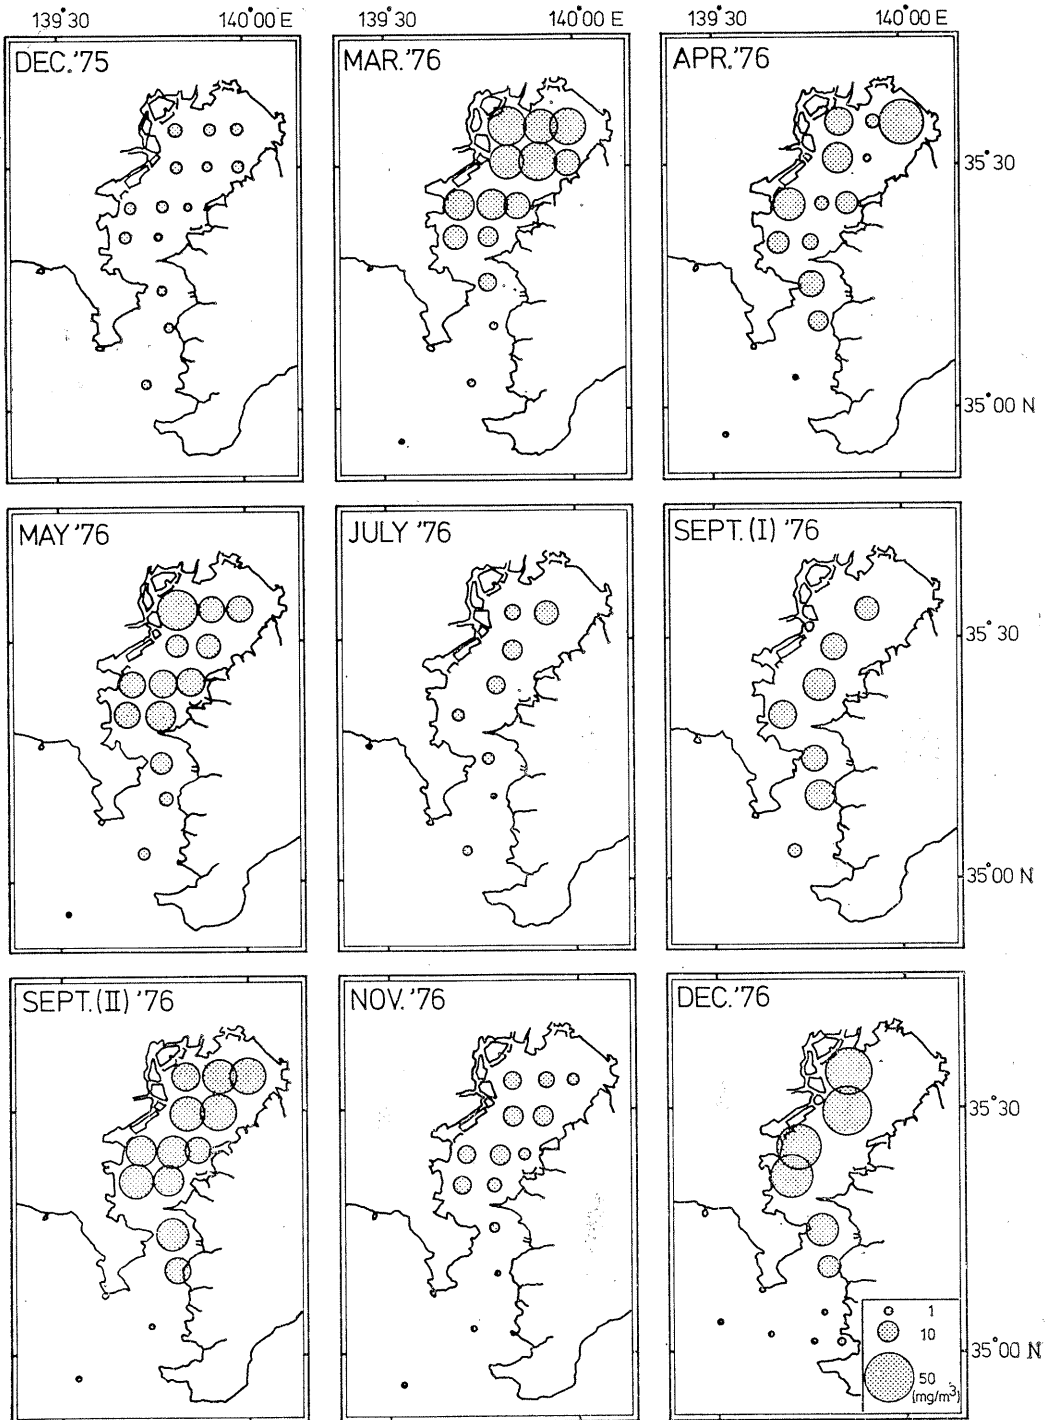 139°30 140°00 E 139°30 140°00 E 139°30 140°00 E
DEC.'75 MAR.'76 APR.'76
35°30
35°00 N
MAY '76 JULY '76 SEPT.(I) '76
35°30
35°00 N
SEPT.(II) '76 NOV.'76 DEC.'76
35°30
1
10
35°00 N
50
(mg/m³)